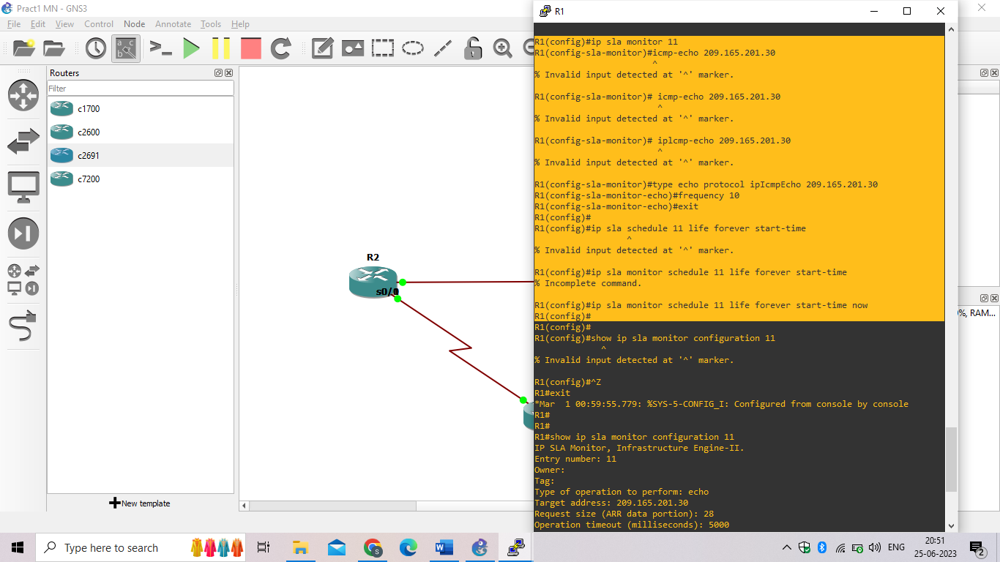 Pract1 MN - GNS3
File Edit View Control Node Annotate Tools Help
Routers
Filter
c1700
c2600
c2691
c7200
New template
R2
s0/0
R1
R1(config)#ip sla monitor 11
R1(config-sla-monitor)#icmp-echo 209.165.201.30
^
% Invalid input detected at '^' marker.
R1(config-sla-monitor)# icmp-echo 209.165.201.30
^
% Invalid input detected at '^' marker.
R1(config-sla-monitor)# iplcmp-echo 209.165.201.30
^
% Invalid input detected at '^' marker.
R1(config-sla-monitor)#type echo protocol ipIcmpEcho 209.165.201.30
R1(config-sla-monitor-echo)#frequency 10
R1(config-sla-monitor-echo)#exit
R1(config)#
R1(config)#ip sla schedule 11 life forever start-time
^
% Invalid input detected at '^' marker.
R1(config)#ip sla monitor schedule 11 life forever start-time
% Incomplete command.
R1(config)#ip sla monitor schedule 11 life forever start-time now
R1(config)#
R1(config)#
R1(config)#show ip sla monitor configuration 11
^
% Invalid input detected at '^' marker.
R1(config)#^Z
R1#exit
*Mar  1 00:59:55.779: %SYS-5-CONFIG_I: Configured from console by console
R1#
R1#
R1#show ip sla monitor configuration 11
IP SLA Monitor, Infrastructure Engine-II.
Entry number: 11
Owner:
Tag:
Type of operation to perform: echo
Target address: 209.165.201.30
Request size (ARR data portion): 28
Operation timeout (milliseconds): 5000
%, RAM...
Type here to search
ENG
20:51
25-06-2023
2